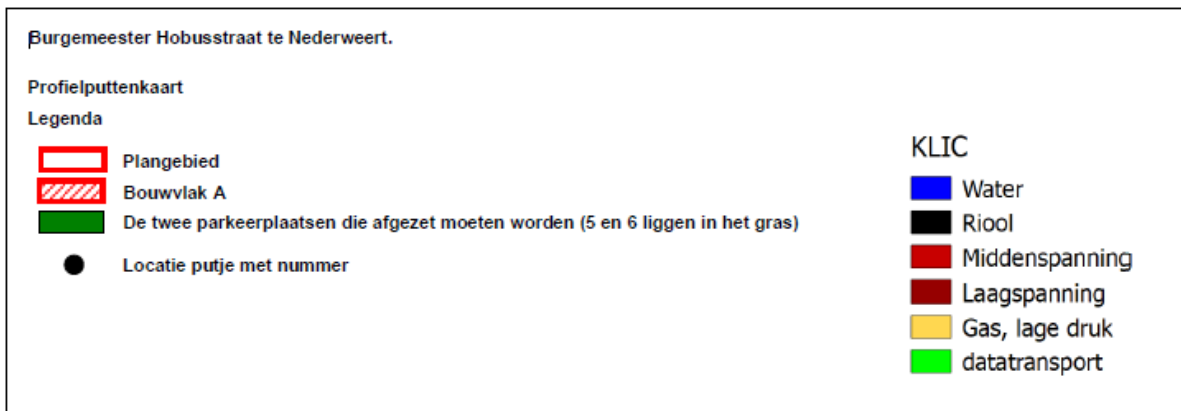 Burgemeester Hobusstraat te Nederweert.
Profielputtenkaart
Legenda
Plangebied
Bouwvlak A
De twee parkeerplaatsen die afgezet moeten worden (5 en 6 liggen in het gras)
Locatie putje met nummer
KLIC
Water
Riool
Middenspanning
Laagspanning
Gas, lage druk
datatransport